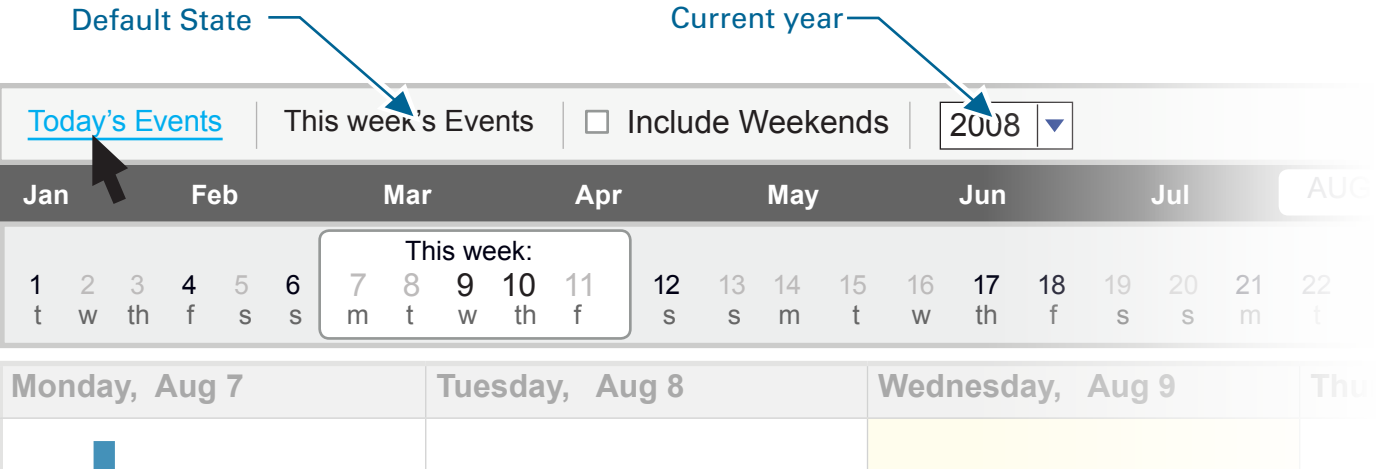 Default State
Current year
Today's Events This week's Events Include Weekends 2008
Jan Feb Mar Apr May Jun Jul AUG
This week:
1 2 3 4 5 6 7 8 9 10 11 12 13 14 15 16 17 18 19 20 21 22
t w th f s s m t w th f s s m t w th f s s m t
Monday, Aug 7 Tuesday, Aug 8 Wednesday, Aug 9 Thu